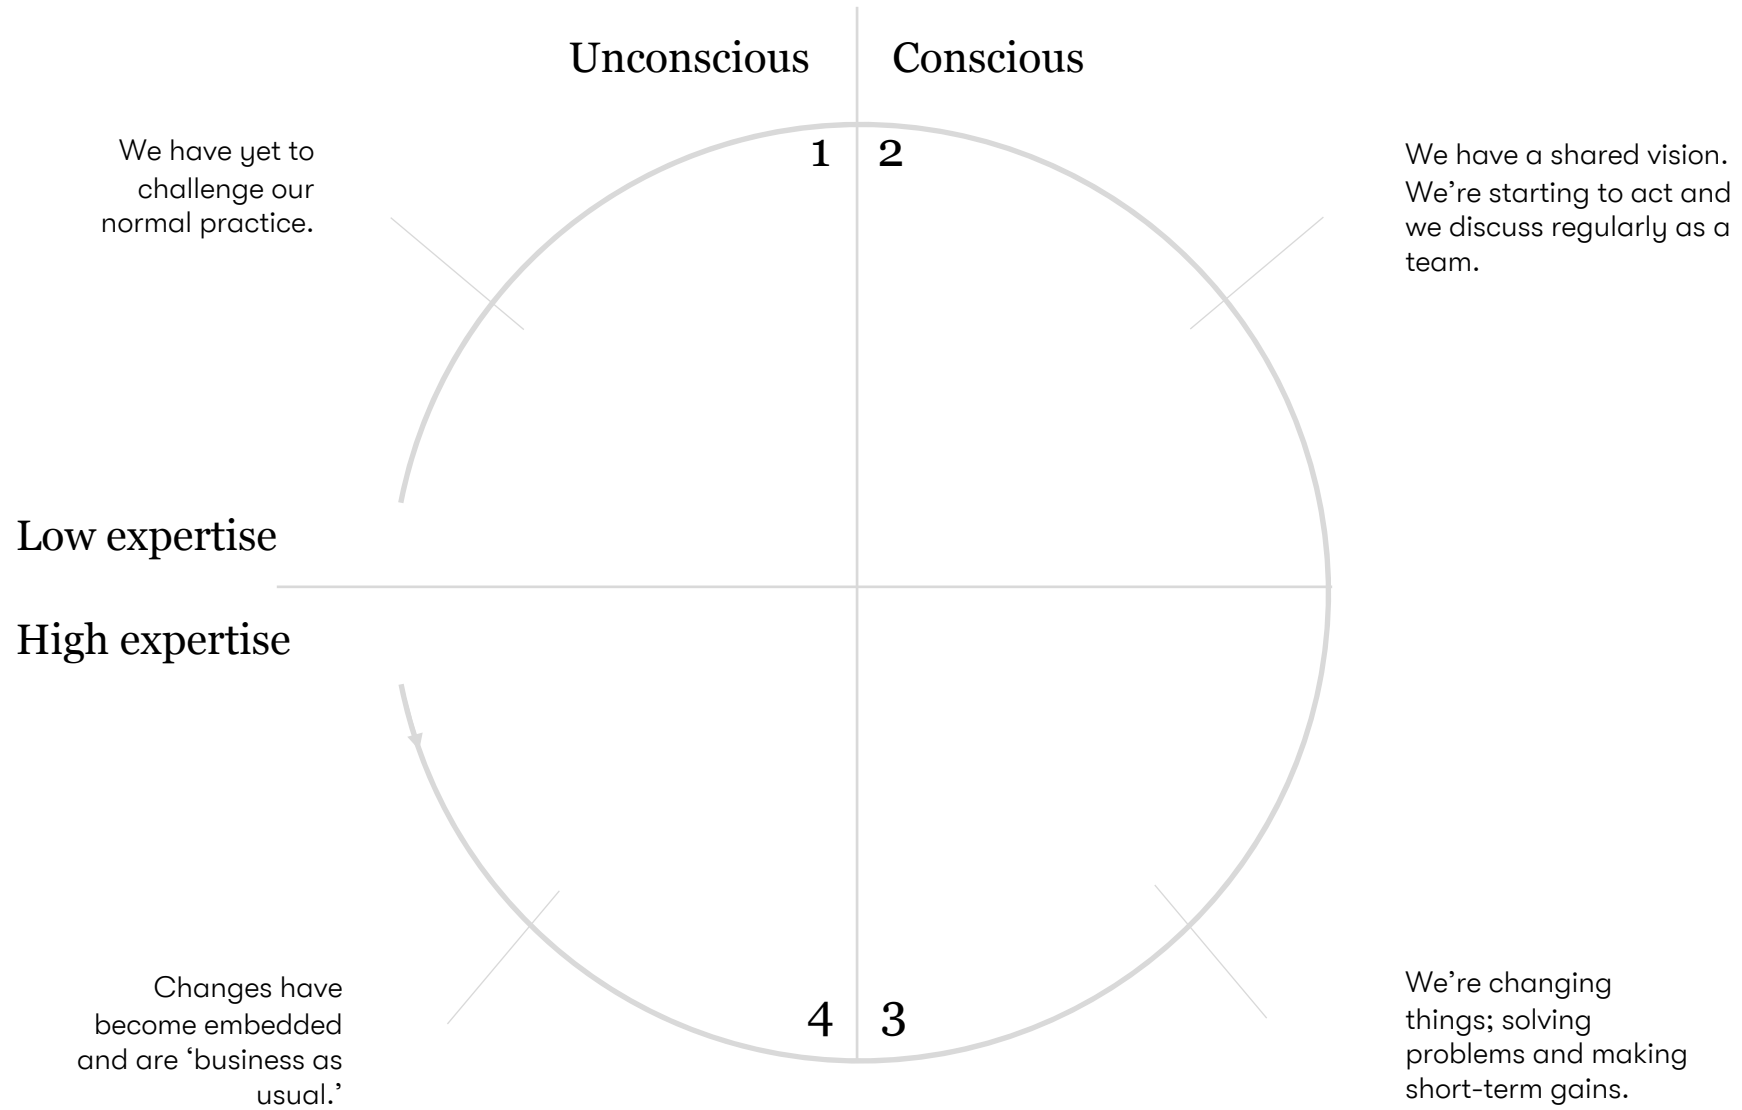 Unconscious
Conscious
We have yet to
challenge our
normal practice.
1
2
We have a shared vision.
We’re starting to act and
we discuss regularly as a
team.
Low expertise
High expertise
Changes have
become embedded
and are ‘business as
usual.’
4
3
We’re changing
things; solving
problems and making
short-term gains.